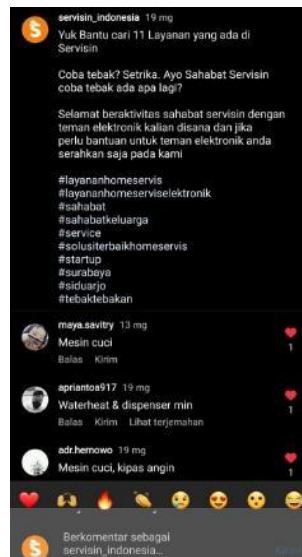 servisin_indonesia 19 mg
Yuk Bantu cari 11 Layanan yang ada di
Servisin
Coba tebak? Setrika. Ayo Sahabat Servisin
coba tebak ada apa lagi?
Selamat beraktivitas sahabat servisin dengan
teman elektronik kalian disana dan jika
perlu bantuan untuk teman elektronik anda
serahkan saja pada kami
#layananhomeservis
#layananhomeserviselektronik
#sahabat
#sahabatkeluarga
#service
#solusiterbaikhomeservis
#startup
#surabaya
#siduarjo
#tebaktebakan
maya.savitry 13 mg
Mesin cuci
1
Balas Kirim
apriantoa917 19 mg
Waterheat & dispenser min
1
Balas Kirim Lihat terjemahan
adr.hernowo 19 mg
Mesin cuci, kipas angin
1
Berkomentar sebagai
servisin_indonesia...